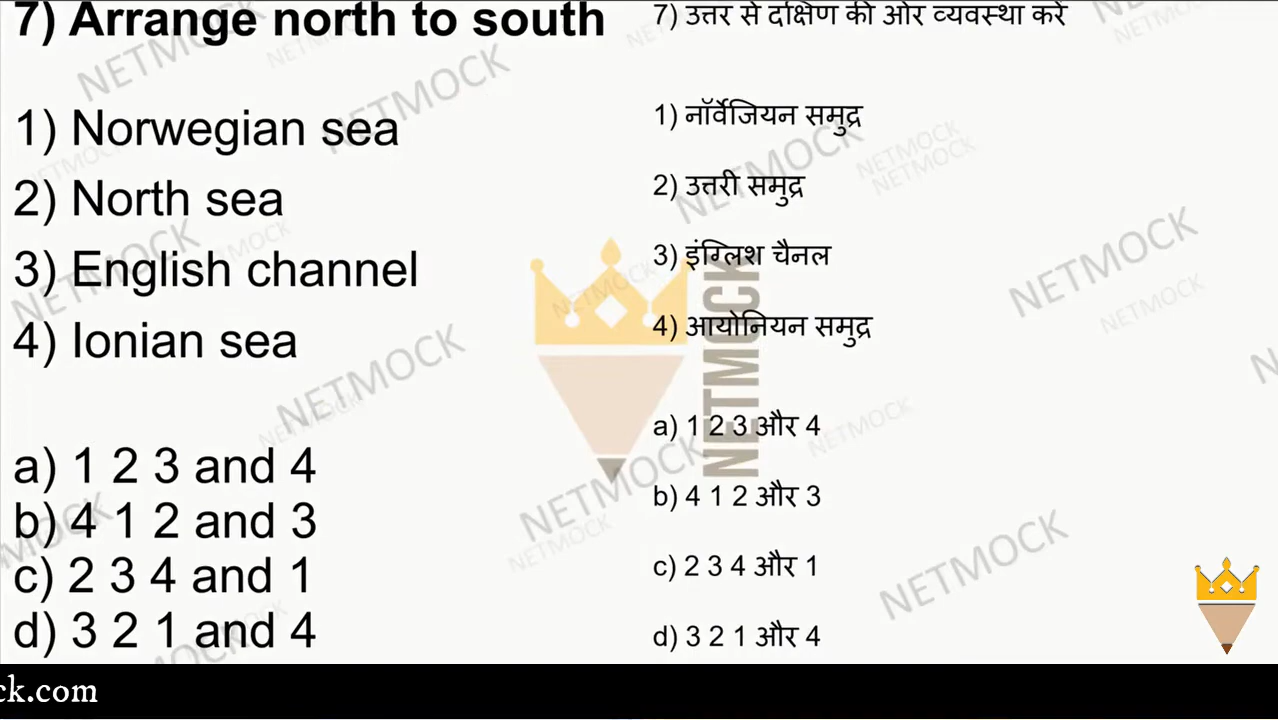 7) Arrange north to south
1) Norwegian sea
2) North sea
3) English channel
4) Ionian sea
a) 1 2 3 and 4
b) 4 1 2 and 3
c) 2 3 4 and 1
d) 3 2 1 and 4
7) उत्तर से दक्षिण की ओर व्यवस्था करें
1) नॉर्वेजियन समुद्र
2) उत्तरी समुद्र
3) इंग्लिश चैनल
4) आयोनियन समुद्र
a) 1 2 3 और 4
b) 4 1 2 और 3
c) 2 3 4 और 1
d) 3 2 1 और 4
NETMOCK
ck.com